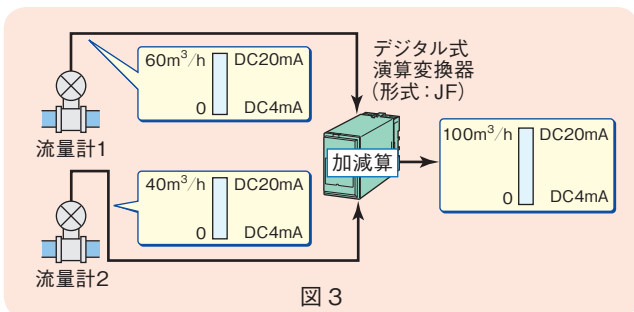 60m³/h DC20mA
0 DC4mA
流量計1
デジタル式
演算変換器
（形式：JF）
加減算
100m³/h DC20mA
0 DC4mA
40m³/h DC20mA
0 DC4mA
流量計2
図3